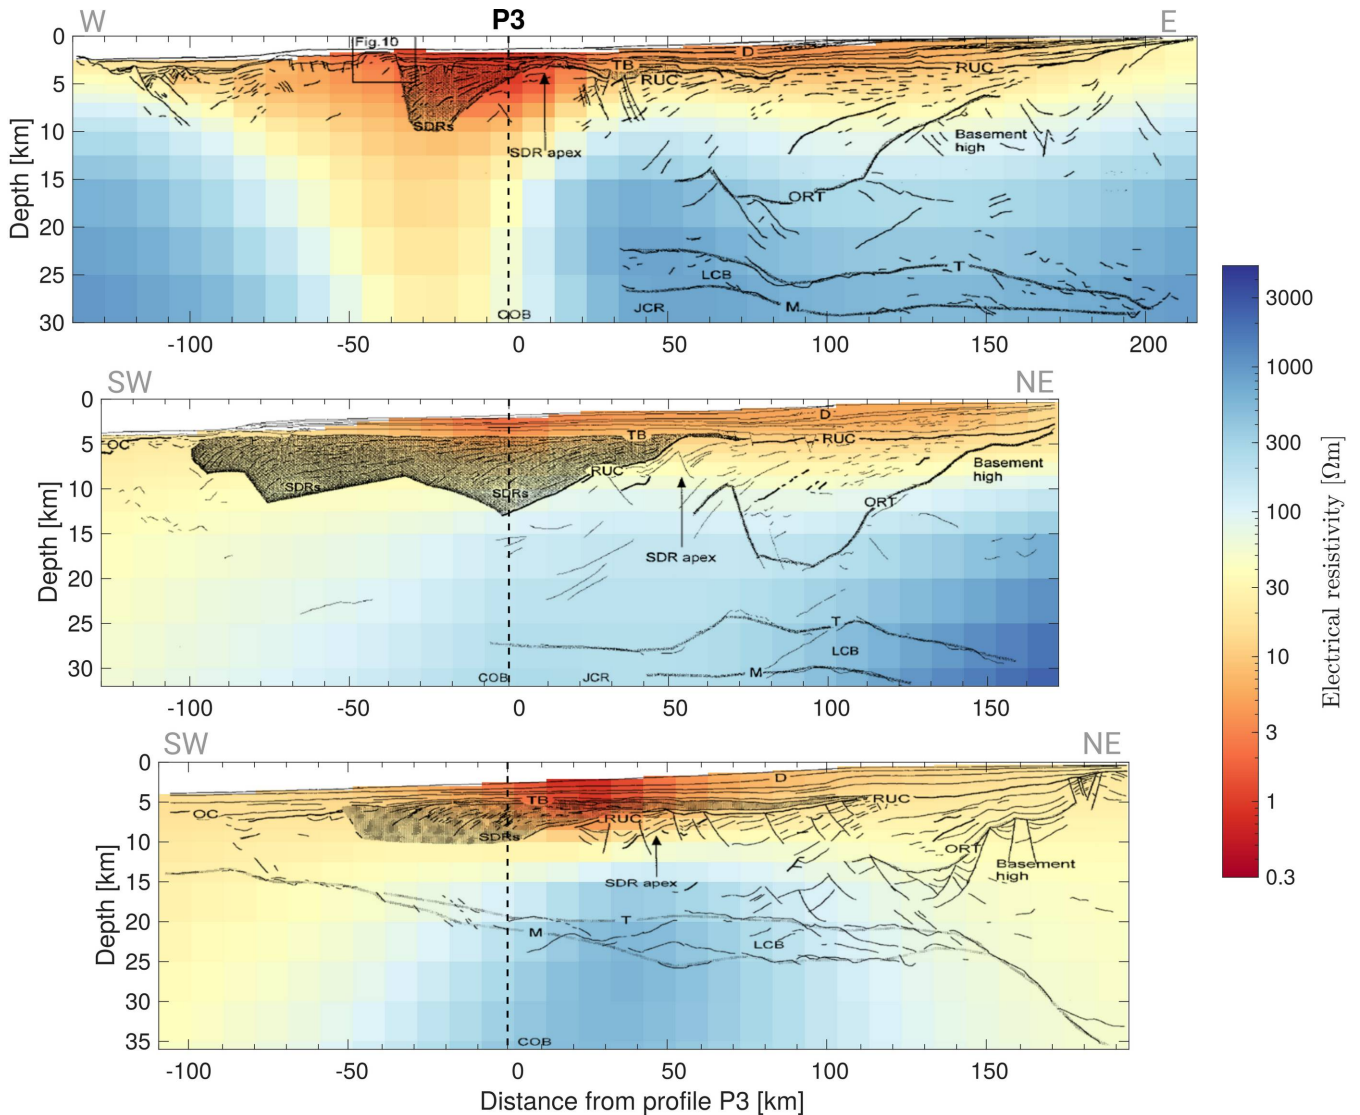 W P3 E
0
5
10
15
20
25
30
Depth [km]
Fig.10
D
TB
RUC
RUC
SDRs
SDR apex
Basement
high
ORT
LCB
T
JCR
M
COB
-100 -50 0 50 100 150 200
SW NE
0
5
10
15
20
25
30
Depth [km]
OC
D
TB
RUC
RUC
SDRs
SDRs
Basement
high
ORT
SDR apex
T
LCB
M
COB
JCR
-100 -50 0 50 100 150
SW NE
0
5
10
15
20
25
30
35
Depth [km]
OC
D
TB
RUC
RUC
SDRs
SDR apex
ORT
Basement
high
T
M
LCB
COB
-100 -50 0 50 100 150
Distance from profile P3 [km]
3000
1000
300
100
30
10
3
1
0.3
Electrical resistivity [Ωm]